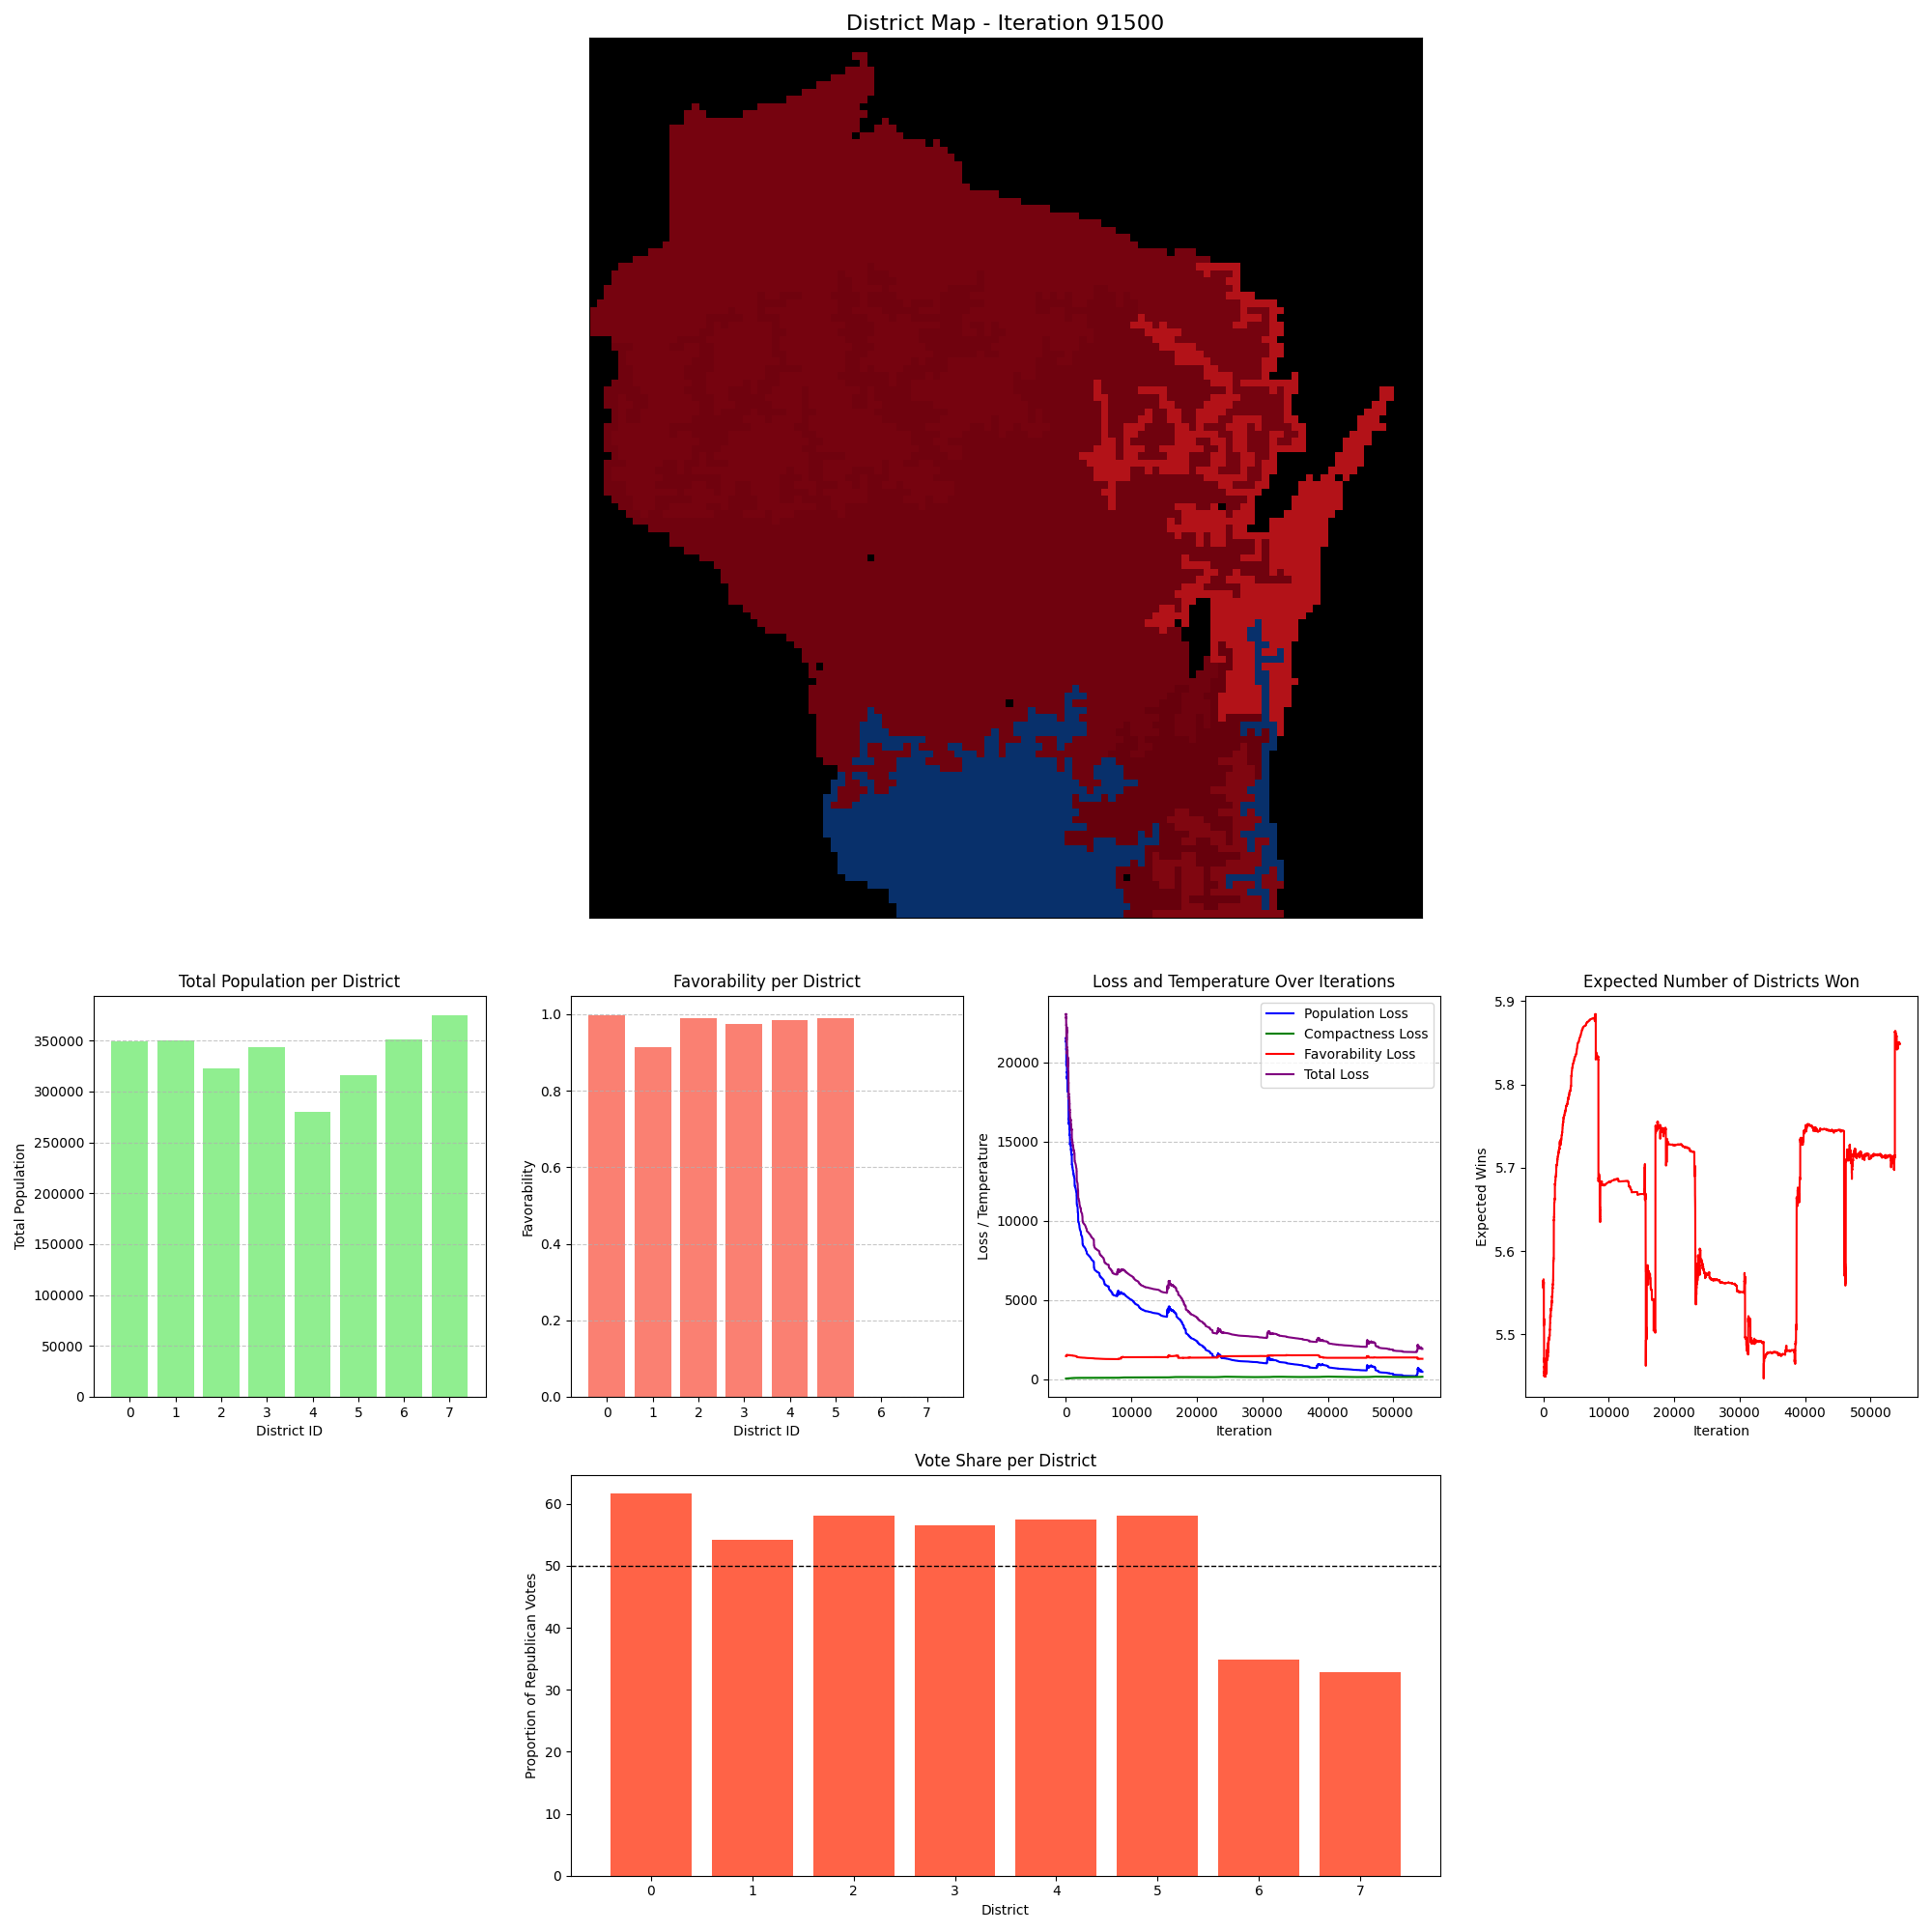 District Map - Iteration 91500
Total Population per District
Total Population
350000
300000
250000
200000
150000
100000
50000
0
0 1 2 3 4 5 6 7
District ID
Favorability per District
Favorability
1.0
0.8
0.6
0.4
0.2
0.0
0 1 2 3 4 5 6 7
District ID
Loss and Temperature Over Iterations
Loss / Temperature
20000
15000
10000
5000
0
Population Loss
Compactness Loss
Favorability Loss
Total Loss
0 10000 20000 30000 40000 50000
Iteration
Expected Number of Districts Won
Expected Wins
5.9
5.8
5.7
5.6
5.5
0 10000 20000 30000 40000 50000
Iteration
Vote Share per District
Proportion of Republican Votes
60
50
40
30
20
10
0
0 1 2 3 4 5 6 7
District